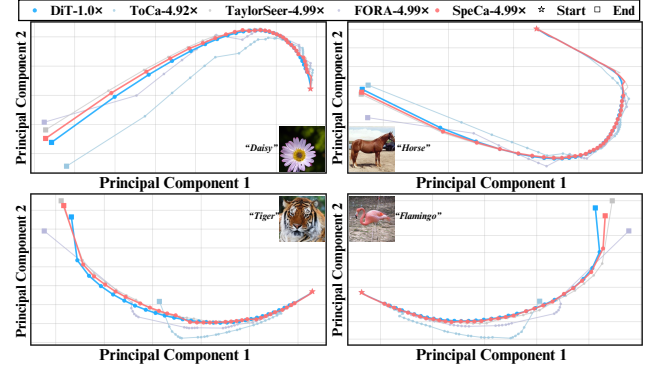 DiT-1.0× ToCa-4.92× TaylorSeer-4.99× FORA-4.99× SpeCa-4.99× Start End
Principal Component 2
"Daisy"
Principal Component 1
Principal Component 2
"Horse"
Principal Component 1
Principal Component 2
"Tiger"
Principal Component 1
Principal Component 2
"Flamingo"
Principal Component 1